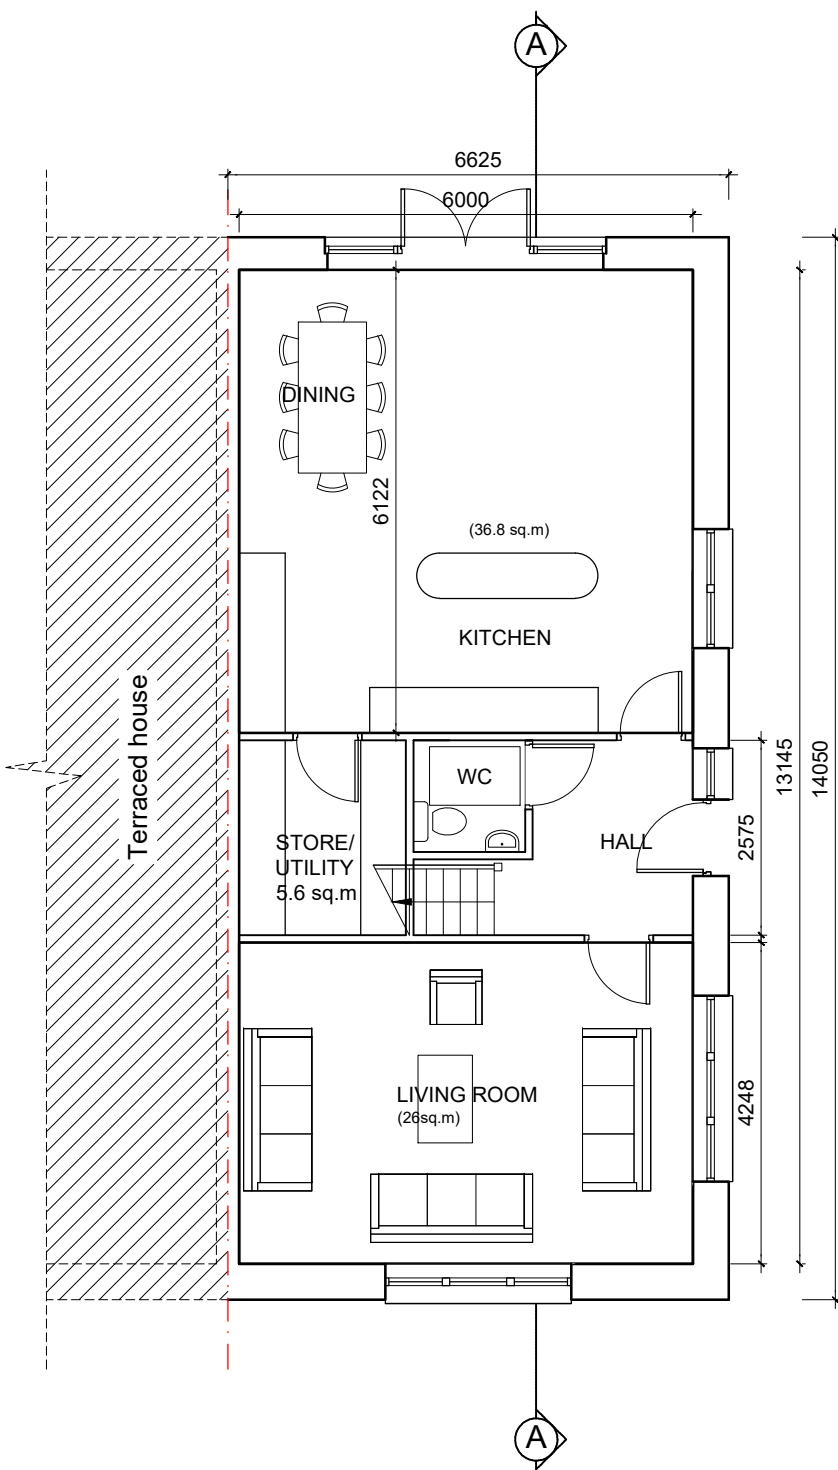 A
6625
6000
DINING
6122
(36.8 sq.m)
KITCHEN
Terraced house
WC
STORE/
UTILITY
5.6 sq.m
HALL
2575
13145
14050
LIVING ROOM
(26sq.m)
4248
A